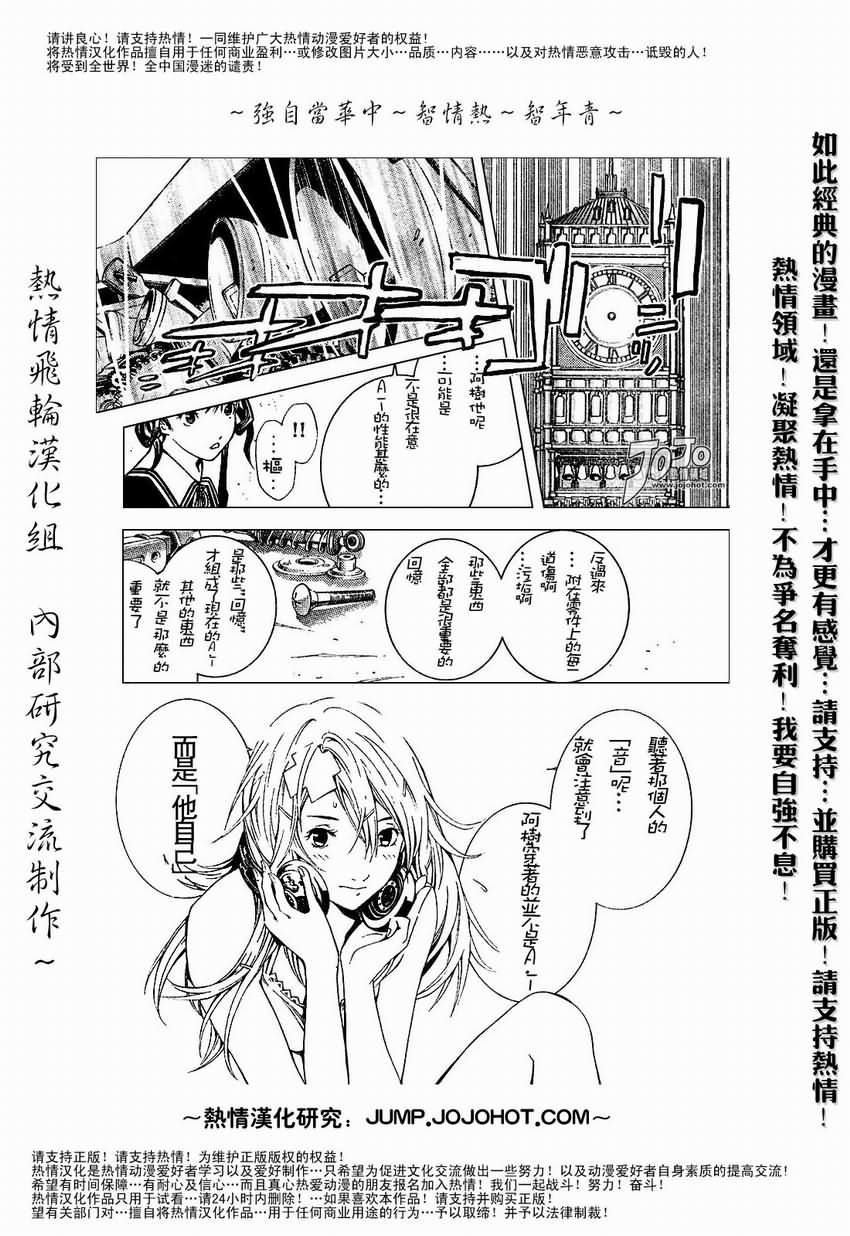 请讲良心！请支持热情！一同维护广大热情动漫爱好者的权益！
将热情汉化作品擅自用于任何商业盈利…或修改图片大小…品质…内容……以及对热情恶意攻击…诋毁的人！
将受到全世界！全中国漫迷的谴责！
～強自當華中～智情熱～智年青～
如此經典的漫畫！還是拿在手中…才更有感覺…請支持…並購買正版！請支持熱情！
熱情領域！凝聚熱情！不為爭名奪利！我要自強不息！
熱情飛輪漢化組 內部研究交流制作～
ゴ
ギギギ
JOJO
www.jojohot.com
…阿樹他呢
…可能是
不是很在意
A.T的性能甚麼的…
!!
…樞…
反過來
…附在零件上的每
道傷啊
…污垢啊
那些東西
全部都是很重要的
回憶
是那些"回憶"
才組成了現在的A.T
其他的東西
就不是那麼的
重要了
聽著那個人的
「音」呢…
就會注意到了
阿樹穿著的並不是A.T
而是「他自己」
～熱情漢化研究：JUMP.JOJOHOT.COM～
请支持正版！请支持热情！为维护正版版权的权益！
热情汉化是热情动漫爱好者学习以及爱好制作…只希望为促进文化交流做出一些努力！以及动漫爱好者自身素质的提高交流！
希望有时间保障…有耐心及信心…而且真心热爱动漫的朋友报名加入热情！我们一起战斗！努力！奋斗！
热情汉化作品只用于试看…请24小时内删除！…如果喜欢本作品！请支持并购买正版！
望有关部门对…擅自将热情汉化作品…用于任何商业用途的行为…予以取缔！并予以法律制裁！